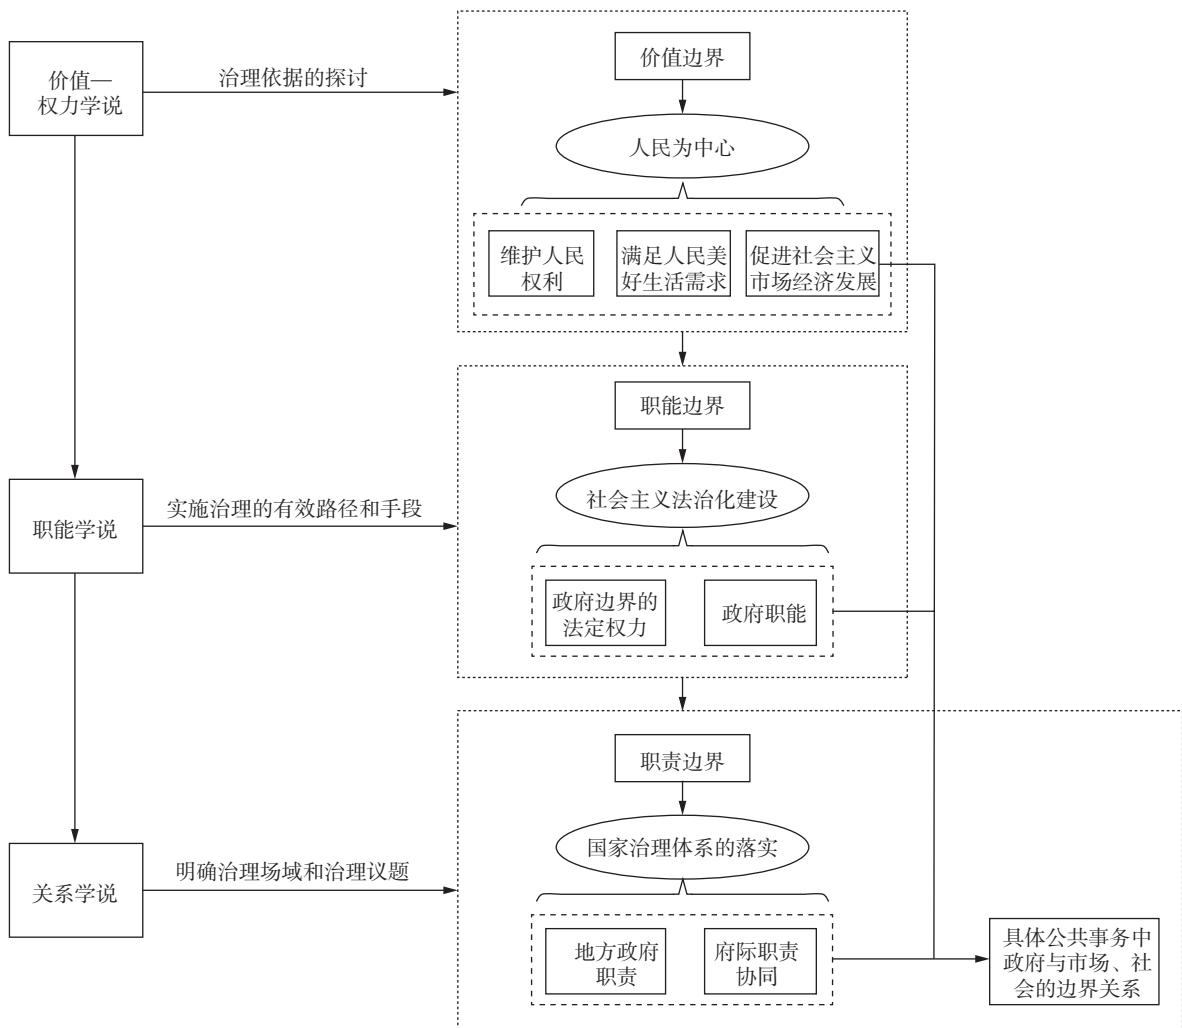 价值—
权力学说
治理依据的探讨
价值边界
人民为中心
维护人民
权利
满足人民美
好生活需求
促进社会主义
市场经济发展
职能学说
实施治理的有效路径和手段
职能边界
社会主义法治化建设
政府边界的
法定权力
政府职能
关系学说
明确治理场域和治理议题
职责边界
国家治理体系的落实
地方政府
职责
府际职责
协同
具体公共事务中
政府与市场、社
会的边界关系